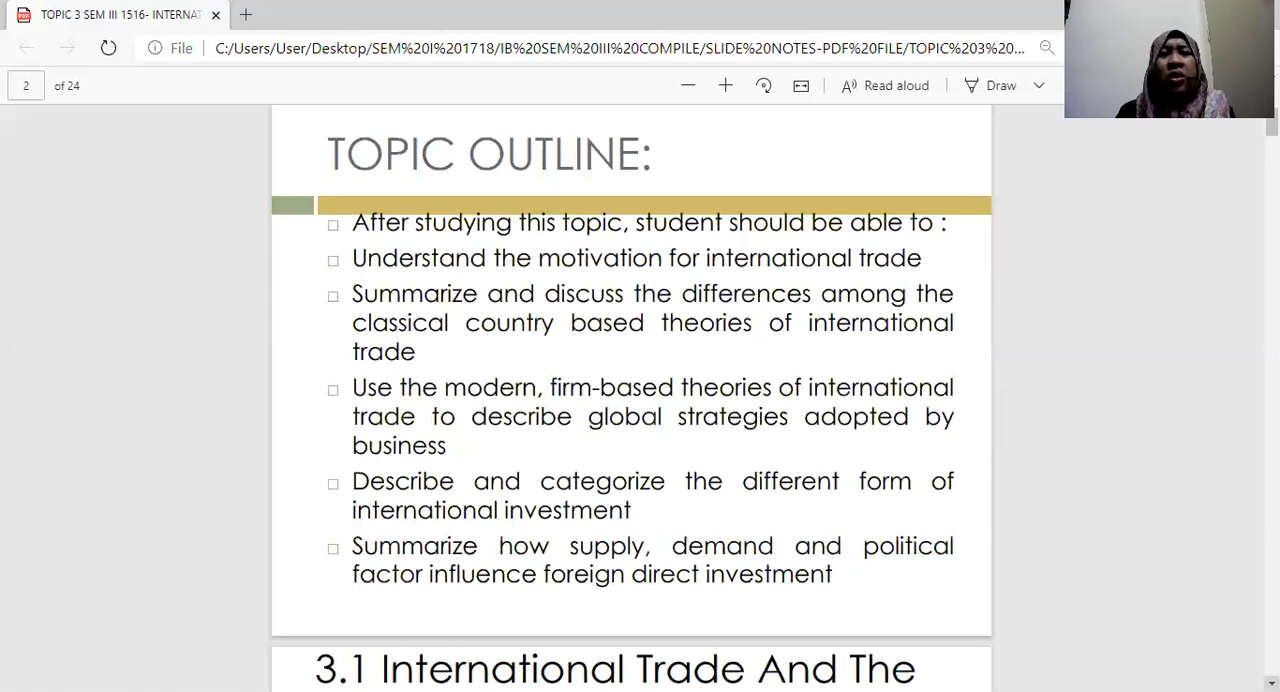 TOPIC 3 SEM III 1516- INTERNAT
File
C:/Users/User/Desktop/SEM%20I%201718/IB%20SEM%20III%20COMPILE/SLIDE%20NOTES-PDF%20FILE/TOPIC%203%20...
2 of 24
Read aloud
Draw
TOPIC OUTLINE:
After studying this topic, student should be able to :
Understand the motivation for international trade
Summarize and discuss the differences among the
classical country based theories of international
trade
Use the modern, firm-based theories of international
trade to describe global strategies adopted by
business
Describe and categorize the different form of
international investment
Summarize how supply, demand and political
factor influence foreign direct investment
3.1 International Trade And The